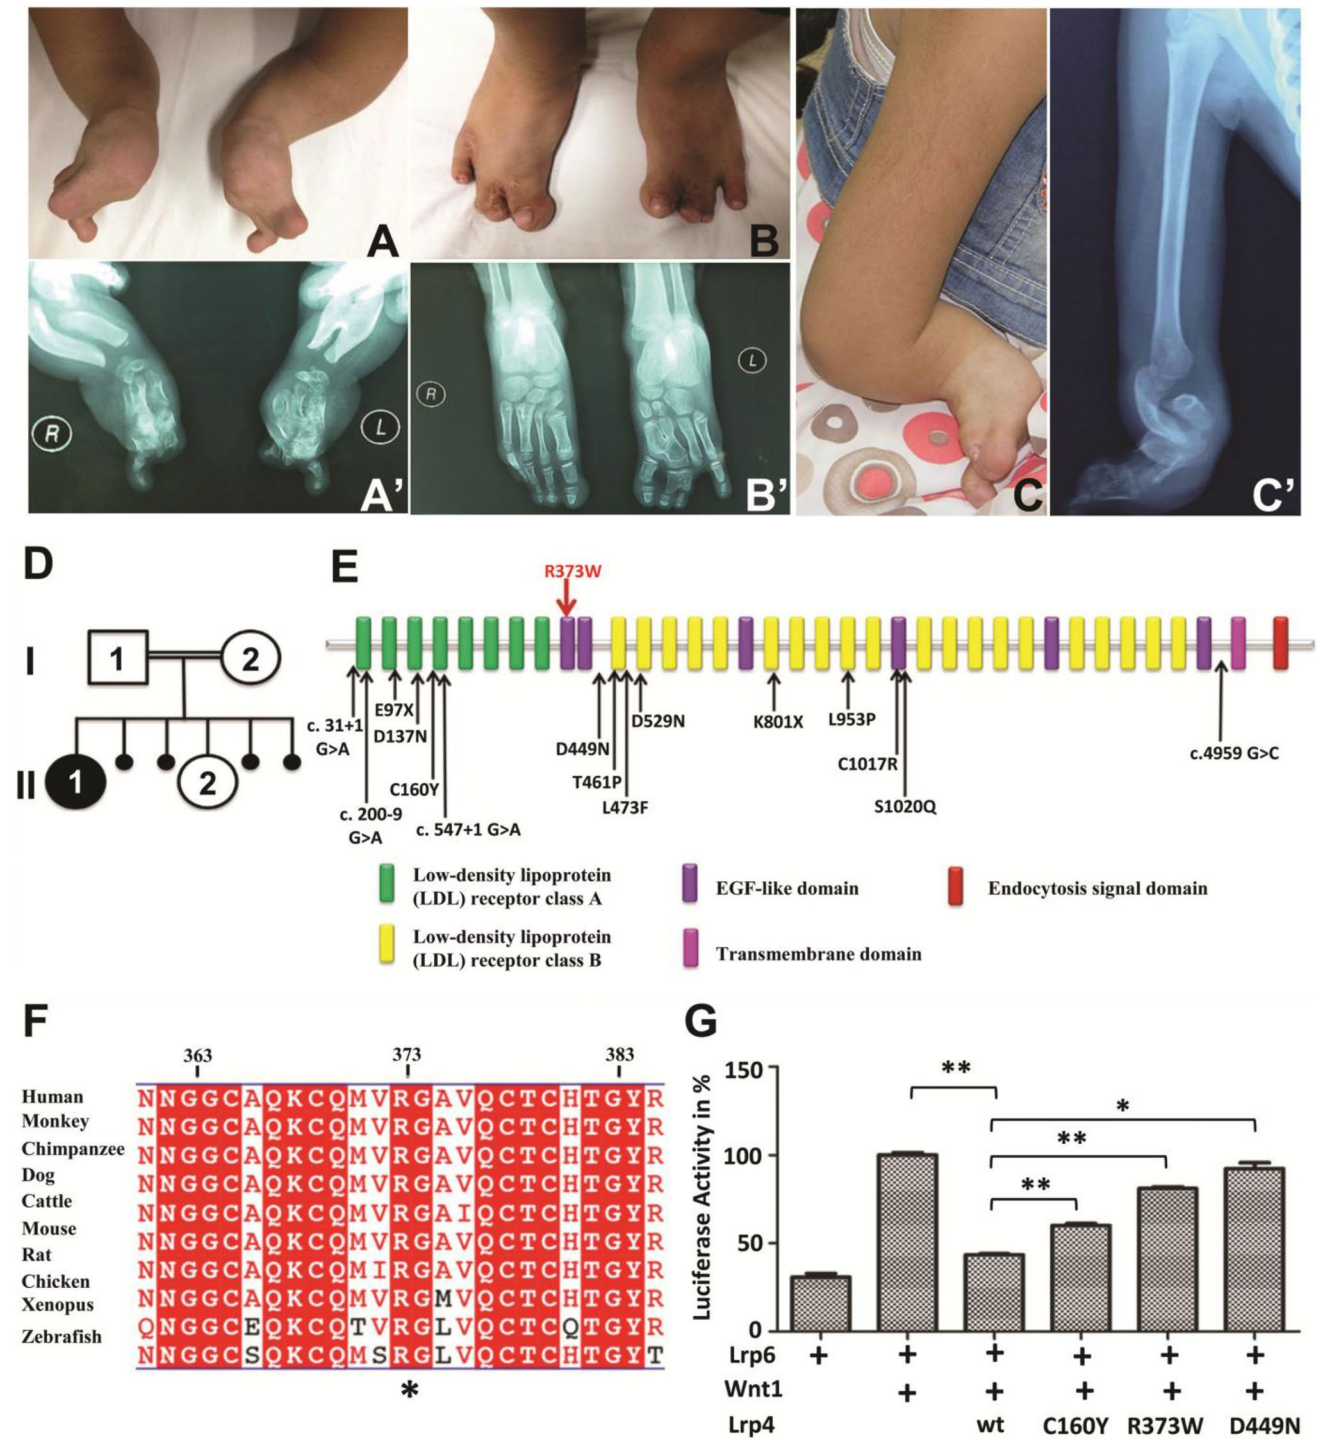 A
B
C
R
L
A'
R
L
B'
C'
D
I
1
2
II
1
2
E
R373W
c. 31+1
G>A
E97X
D137N
C160Y
c. 200-9
G>A
c. 547+1 G>A
D449N
T461P
L473F
D529N
K801X
L953P
C1017R
S1020Q
c.4959 G>C
Low-density lipoprotein
(LDL) receptor class A
EGF-like domain
Endocytosis signal domain
Low-density lipoprotein
(LDL) receptor class B
Transmembrane domain
F
363 373 383
Human NNGGCAQKCQMVRGAVQCTCHTGYR
Monkey NNGGCAQKCQMVRGAVQCTCHTGYR
Chimpanzee NNGGCAQKCQMVRGAVQCTCHTGYR
Dog NNGGCAQKCQMVRGAVQCTCHTGYR
Cattle NNGGCAQKCQMVRGAIQCTCHTGYR
Mouse NNGGCAQKCQMVRGAVQCTCHTGYR
Rat NNGGCAQKCQMIRGAVQCTCHTGYR
Chicken NNGGCAQKCQMVRGMVQCTCHTGYR
Xenopus QNGGCEQKCQTVRGLVQCTCQTGYR
Zebrafish NNGGCSQKCQMSRGLVQCTCHTGYT
*
G
Luciferase Activity in %
150
100
50
0
**
*
**
**
Lrp6 + + + + + +
Wnt1 + + + + +
Lrp4 wt C160Y R373W D449N